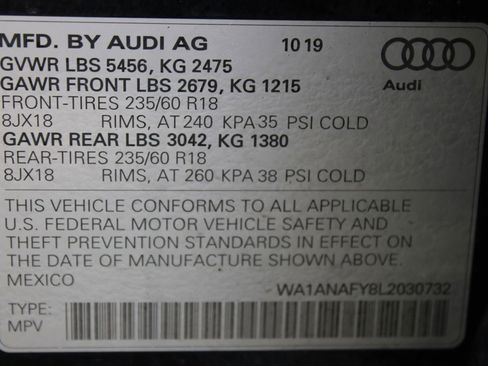 MFD. BY AUDI AG 10 19
GVWR LBS 5456, KG 2475
GAWR FRONT LBS 2679, KG 1215
FRONT-TIRES 235/60 R18
8JX18 RIMS, AT 240 KPA 35 PSI COLD
GAWR REAR LBS 3042, KG 1380
REAR-TIRES 235/60 R18
8JX18 RIMS, AT 260 KPA 38 PSI COLD
Audi
THIS VEHICLE CONFORMS TO ALL APPLICABLE
U.S. FEDERAL MOTOR VEHICLE SAFETY AND
THEFT PREVENTION STANDARDS IN EFFECT ON
THE DATE OF MANUFACTURE SHOWN ABOVE.
MEXICO
WA1ANAFY8L2030732
TYPE:
MPV